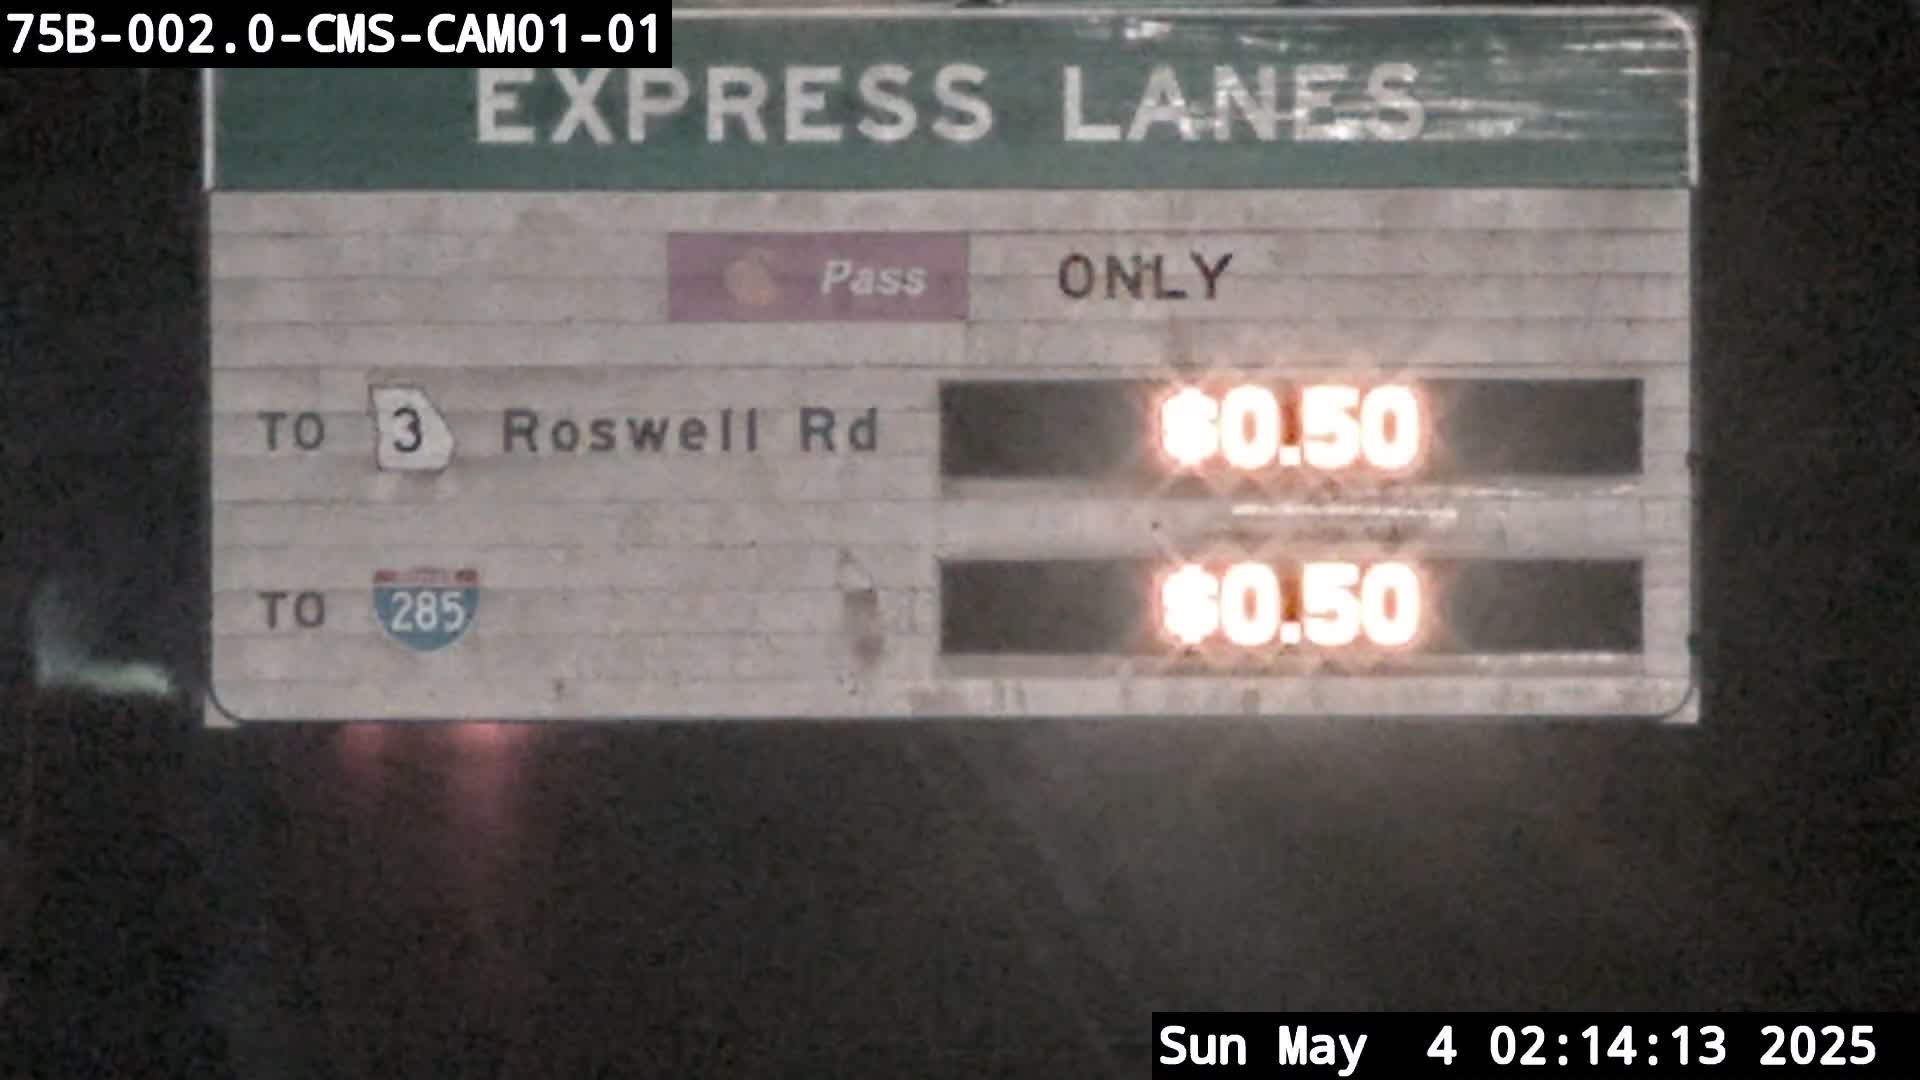 75B-002.0-CMS-CAM01-01
EXPRESS LANES
Pass ONLY
TO 3 Roswell Rd $0.50
TO 285 $0.50
Sun May 4 02:14:13 2025